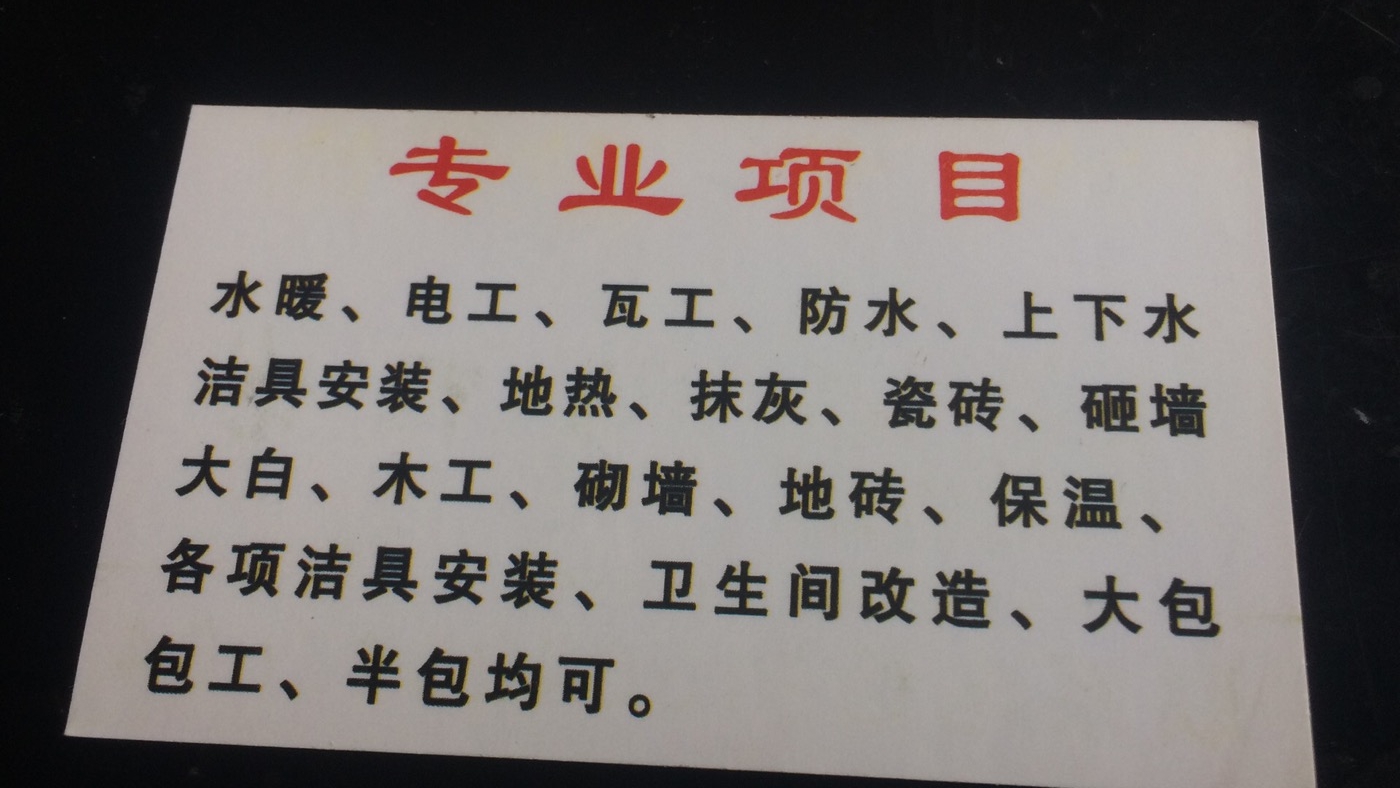 专业项目
水暖、电工、瓦工、防水、上下水
洁具安装、地热、抹灰、瓷砖、砸墙
大白、木工、砌墙、地砖、保温、
各项洁具安装、卫生间改造、大包
包工、半包均可。